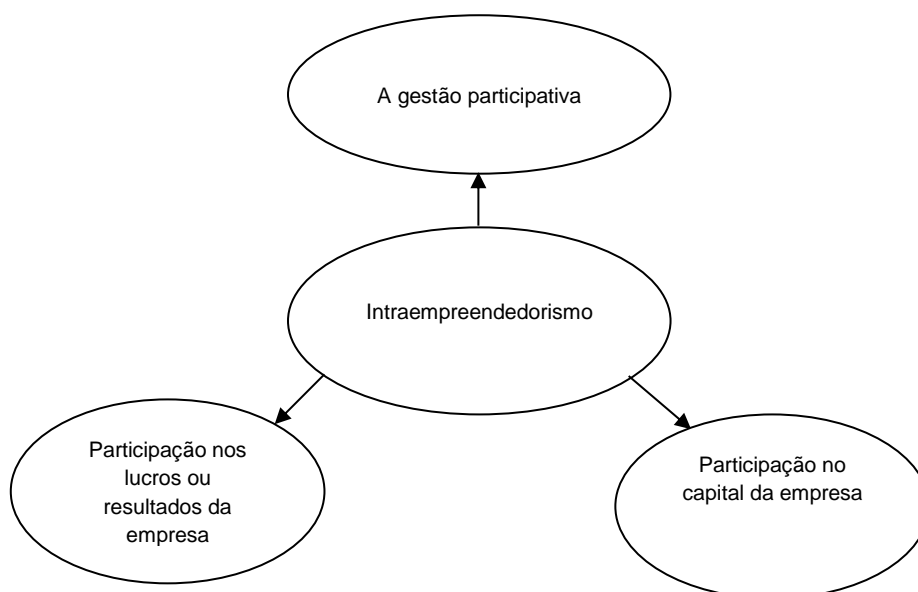 A gestão participativa
Intraempreendedorismo
Participação nos
lucros ou
resultados da
empresa
Participação no
capital da empresa